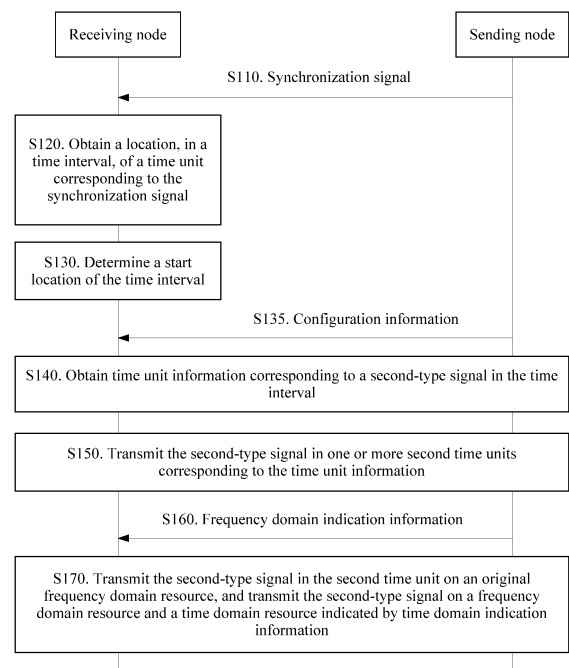 Receiving node
Sending node
S110. Synchronization signal
S120. Obtain a location, in a
time interval, of a time unit
corresponding to the
synchronization signal
S130. Determine a start
location of the time interval
S135. Configuration information
S140. Obtain time unit information corresponding to a second-type signal in the time
interval
S150. Transmit the second-type signal in one or more second time units
corresponding to the time unit information
S160. Frequency domain indication information
S170. Transmit the second-type signal in the second time unit on an original
frequency domain resource, and transmit the second-type signal on a frequency
domain resource and a time domain resource indicated by time domain indication
information